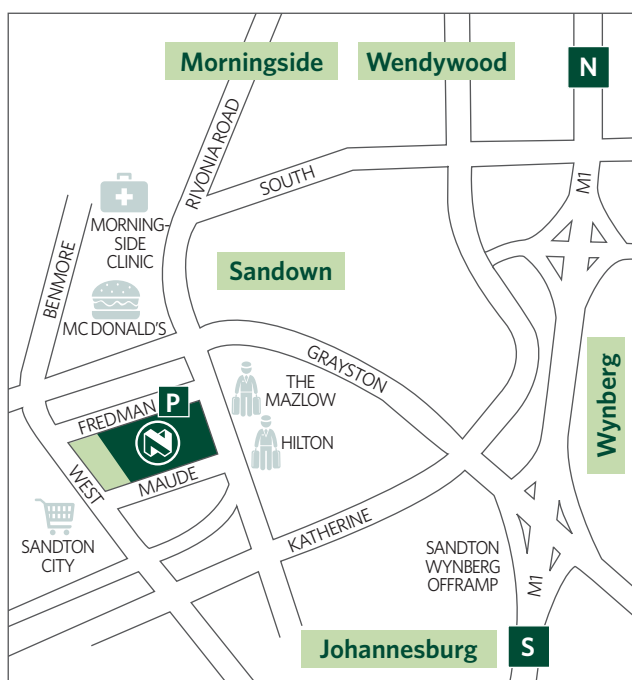 Morningside
Wendywood
N
RIVONIA ROAD
SOUTH
M1
MORNING-
SIDE
CLINIC
BENMORE
Sandown
MC DONALD'S
GRAYSTON
THE
MAZLOW
Wynberg
P
FREDMAN
HILTON
WEST
MAUDE
SANDTON
CITY
KATHERINE
SANDTON
WYNBERG
OFFRAMP
M1
Johannesburg
S